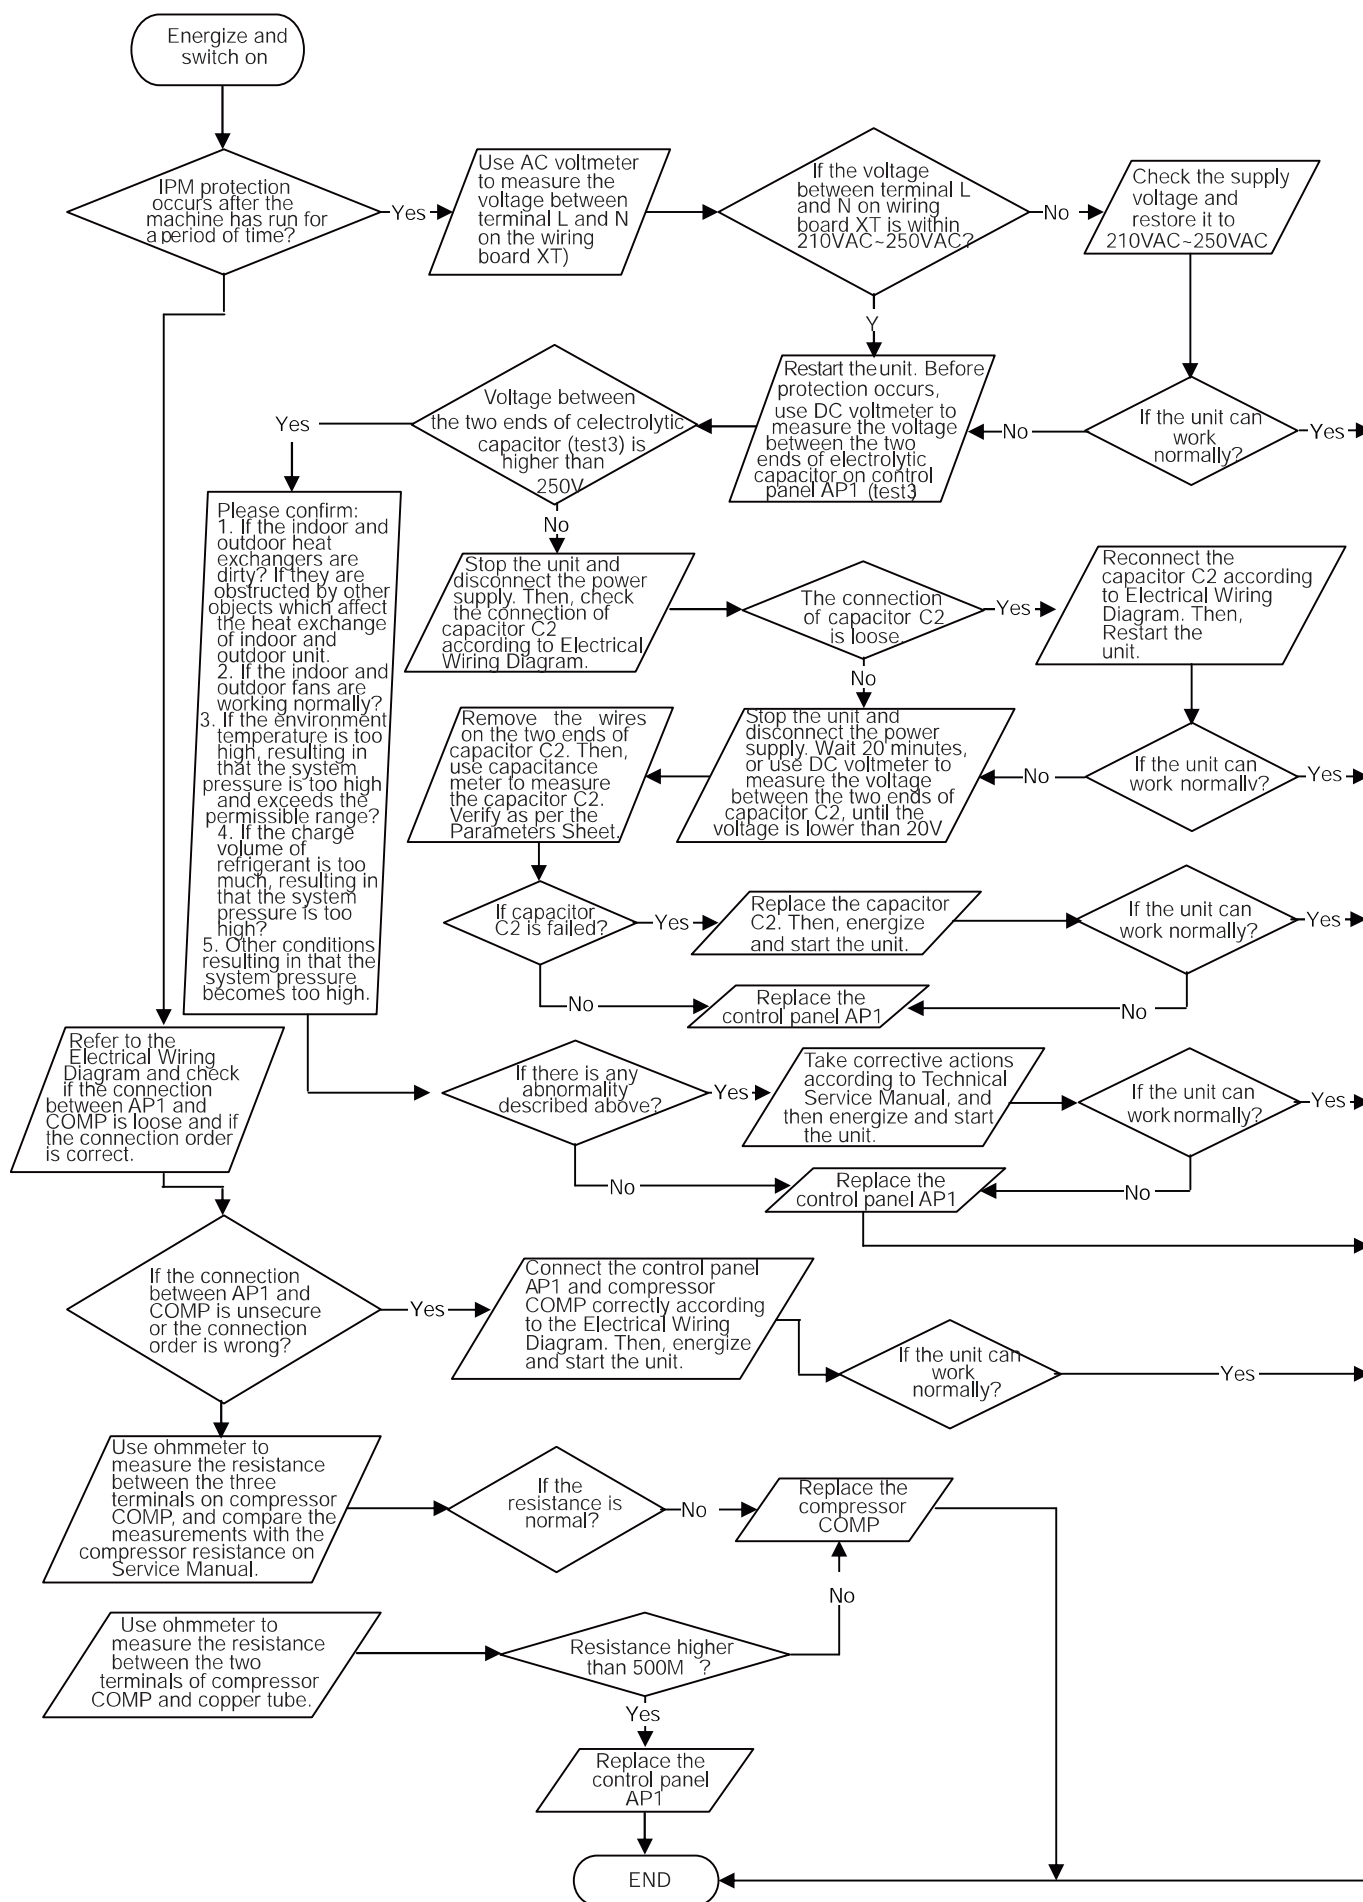 Energize and
switch on
IPM protection
occurs after the
machine has run for
a period of time?
Yes
Use AC voltmeter
to measure the
voltage between
terminal L and N
on the wiring
board XT)
If the voltage
between terminal L
and N on wiring
board XT is within
210VAC~250VAC?
No
Check the supply
voltage and
restore it to
210VAC~250VAC
Y
Restart the unit. Before
protection occurs,
use DC voltmeter to
measure the voltage
between the two
ends of electrolytic
capacitor on control
panel AP1 (test3)
No
If the unit can
work
normally?
Yes
Voltage between
the two ends of celectrolytic
capacitor (test3) is
higher than
250V
Yes
No
Please confirm:
1. If the indoor and
outdoor heat
exchangers are
dirty? If they are
obstructed by other
objects which affect
the heat exchange
of indoor and
outdoor unit.
2. If the indoor and
outdoor fans are
working normally?
3. If the environment
temperature is too
high, resulting in
that the system
pressure is too high
and exceeds the
permissible range?
4. If the charge
volume of
refrigerant is too
much, resulting in
that the system
pressure is too
high?
5. Other conditions
resulting in that the
system pressure
becomes too high.
Stop the unit and
disconnect the power
supply. Then, check
the connection of
capacitor C2
according to Electrical
Wiring Diagram.
The connection
of capacitor C2
is loose.
Yes
Reconnect the
capacitor C2 according
to Electrical Wiring
Diagram. Then,
Restart the
unit.
No
Remove the wires
on the two ends of
capacitor C2. Then,
use capacitance
meter to measure
the capacitor C2.
Verify as per the
Parameters Sheet.
Stop the unit and
disconnect the power
supply. Wait 20 minutes,
or use DC voltmeter to
measure the voltage
between the two ends of
capacitor C2, until the
voltage is lower than 20V
No
If the unit can
work normally?
Yes
If capacitor
C2 is failed?
Yes
Replace the capacitor
C2. Then, energize
and start the unit.
If the unit can
work normally?
Yes
No
Replace the
control panel AP1
No
Refer to the
Electrical Wiring
Diagram and check
if the connection
between AP1 and
COMP is loose and if
the connection order
is correct.
If there is any
abnormality
described above?
Yes
Take corrective actions
according to Technical
Service Manual, and
then energize and start
the unit.
If the unit can
work normally?
Yes
No
Replace the
control panel AP1
No
If the connection
between AP1 and
COMP is unsecure
or the connection
order is wrong?
Yes
Connect the control panel
AP1 and compressor
COMP correctly according
to the Electrical Wiring
Diagram. Then, energize
and start the unit.
If the unit can
work
normally?
Yes
Use ohmmeter to
measure the resistance
between the three
terminals on compressor
COMP, and compare the
measurements with the
compressor resistance on
Service Manual.
If the
resistance is
normal?
No
Replace the
compressor
COMP
No
Use ohmmeter to
measure the resistance
between the two
terminals of compressor
COMP and copper tube.
Resistance higher
than 500M ?
Yes
Replace the
control panel
AP1
END